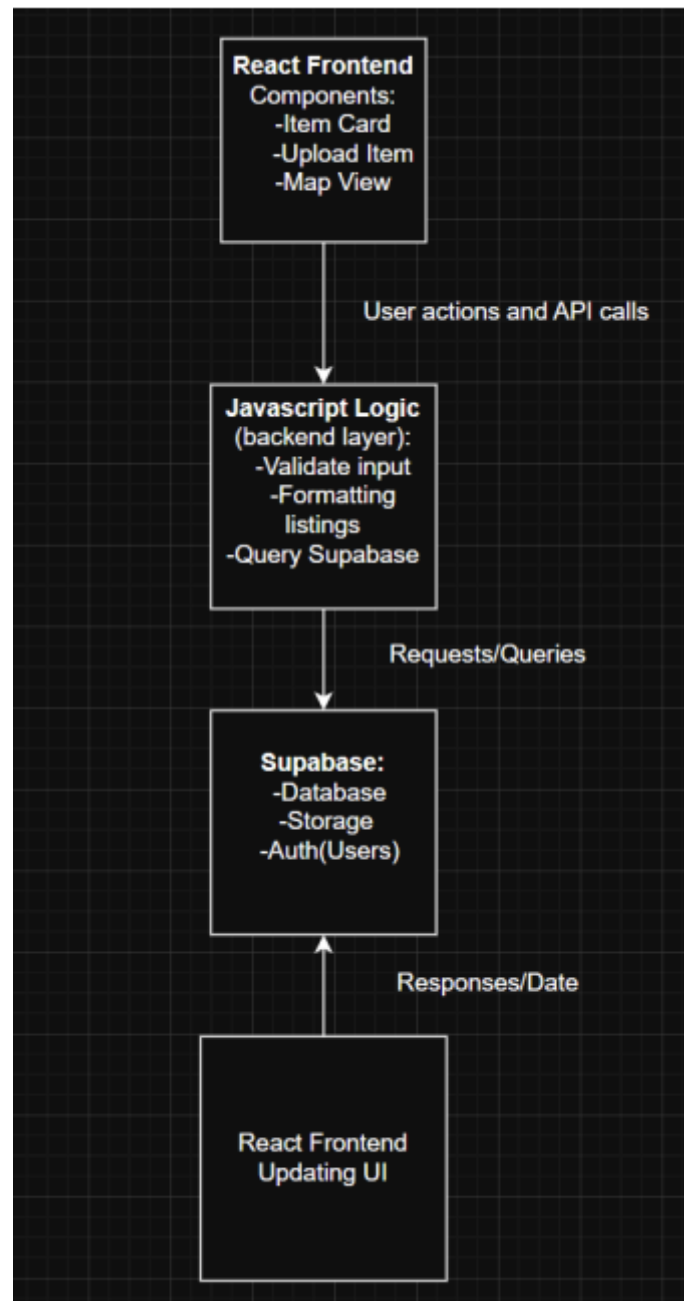 React Frontend
Components:
-Item Card
-Upload Item
-Map View
User actions and API calls
Javascript Logic
(backend layer):
-Validate input
-Formatting
listings
-Query Supabase
Requests/Queries
Supabase:
-Database
-Storage
-Auth(Users)
Responses/Date
React Frontend
Updating UI